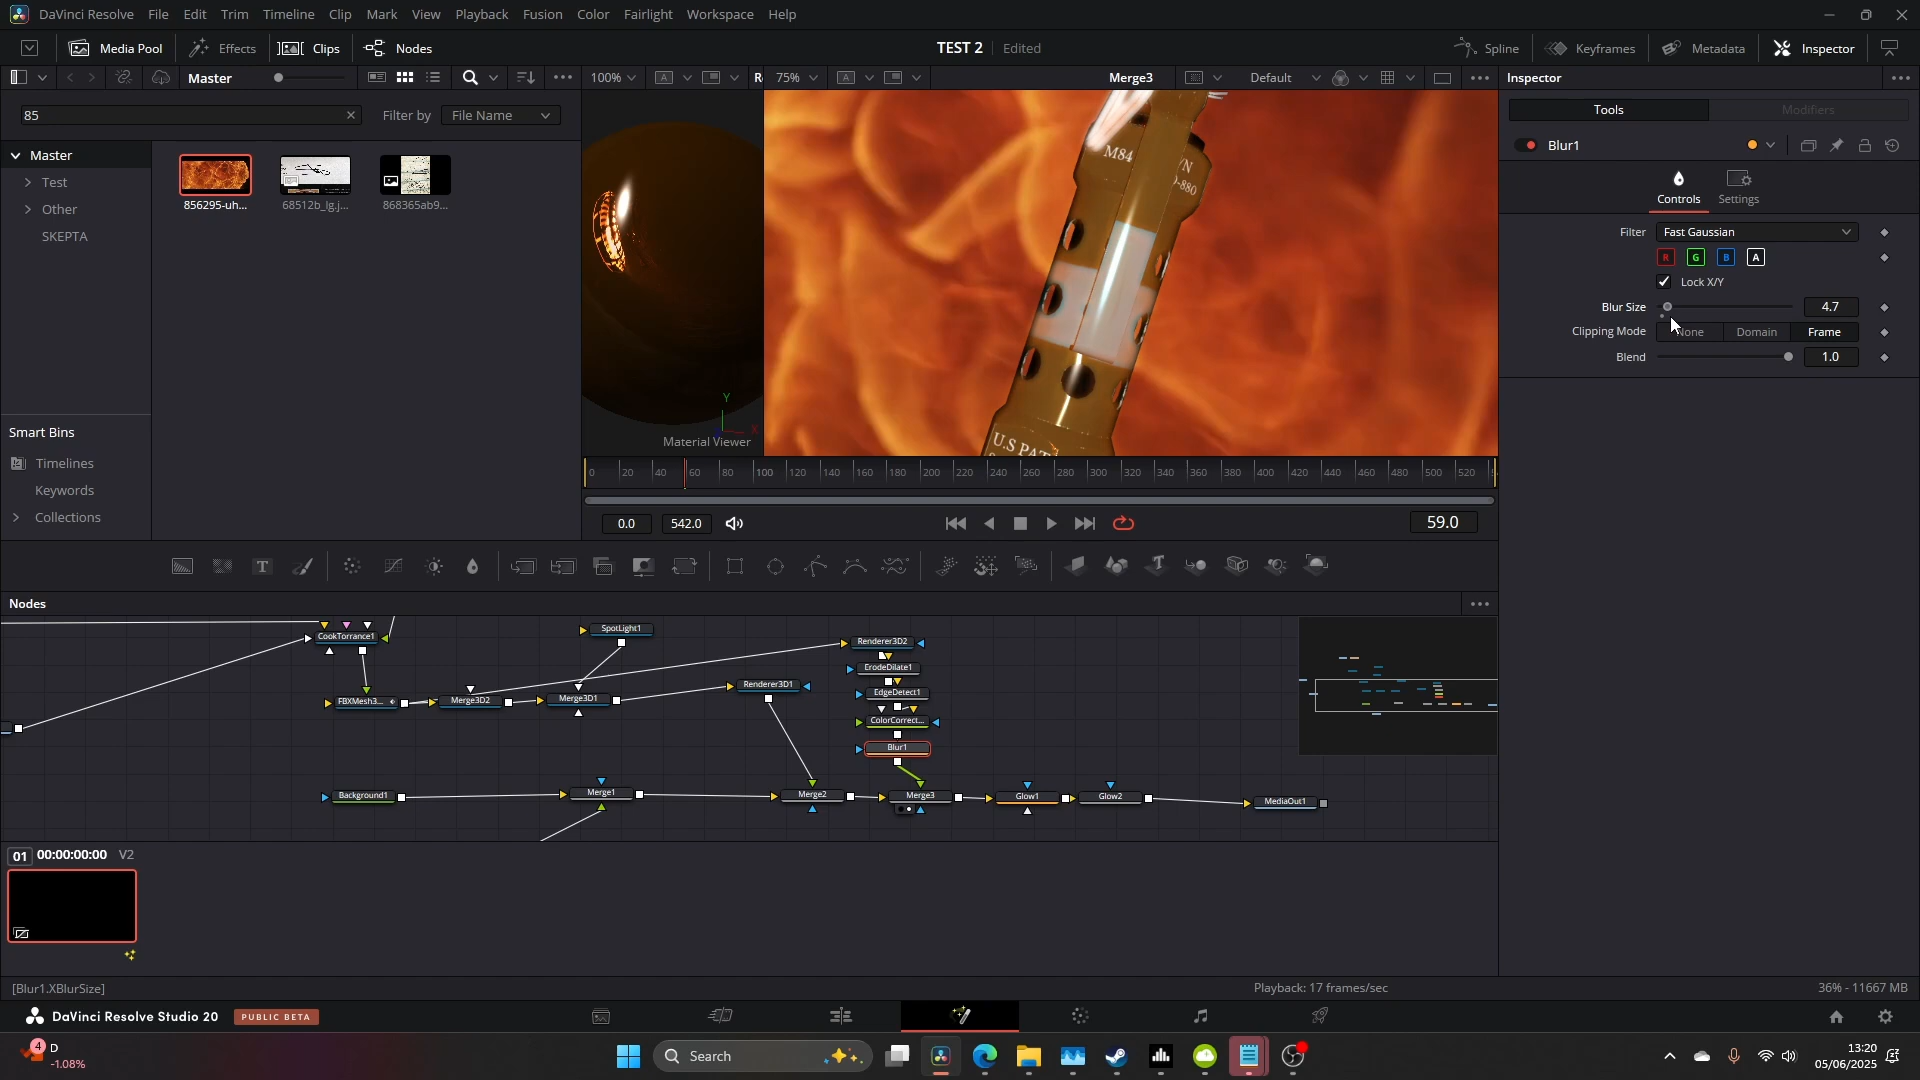 DaVinci Resolve File Edit Trim Timeline Clip Mark View Playback Fusion Color Fairlight Workspace Help
Media Pool Effects Clips Nodes TEST 2 Edited Spline Keyframes Metadata Inspector
Master 100% 75% Merge3 Default Inspector
85 Filter by File Name
Tools Modifiers
Blur1
Master
Test
Other
SKEPTA
856295-uh... 68512b_lg.j... 868365ab9...
Controls Settings
Filter Fast Gaussian
R G B A
Lock X/Y
Blur Size 4.7
Clipping Mode None Domain Frame
Blend 1.0
M84
-880
U.S PAT
Y
X
Material Viewer
Smart Bins
Timelines
Keywords
Collections
0 20 40 60 80 100 120 140 160 180 200 220 240 260 280 300 320 340 360 380 400 420 440 460 480 500 520
0.0 542.0 59.0
Nodes
CookTorrance1 SpotLight1 Renderer3D2
ErodeDilate1
FBXMesh3... Merge3D2 Merge3D1 Renderer3D1 EdgeDetect1
ColorCorrect...
Blur1
Background1 Merge1 Merge2 Merge3 Glow1 Glow2 MediaOut1
01 00:00:00:00 V2
[Blur1.XBlurSize] Playback: 17 frames/sec 36% - 11667 MB
DaVinci Resolve Studio 20 PUBLIC BETA
4 D
-1.08%
Search
13:20
05/06/2025